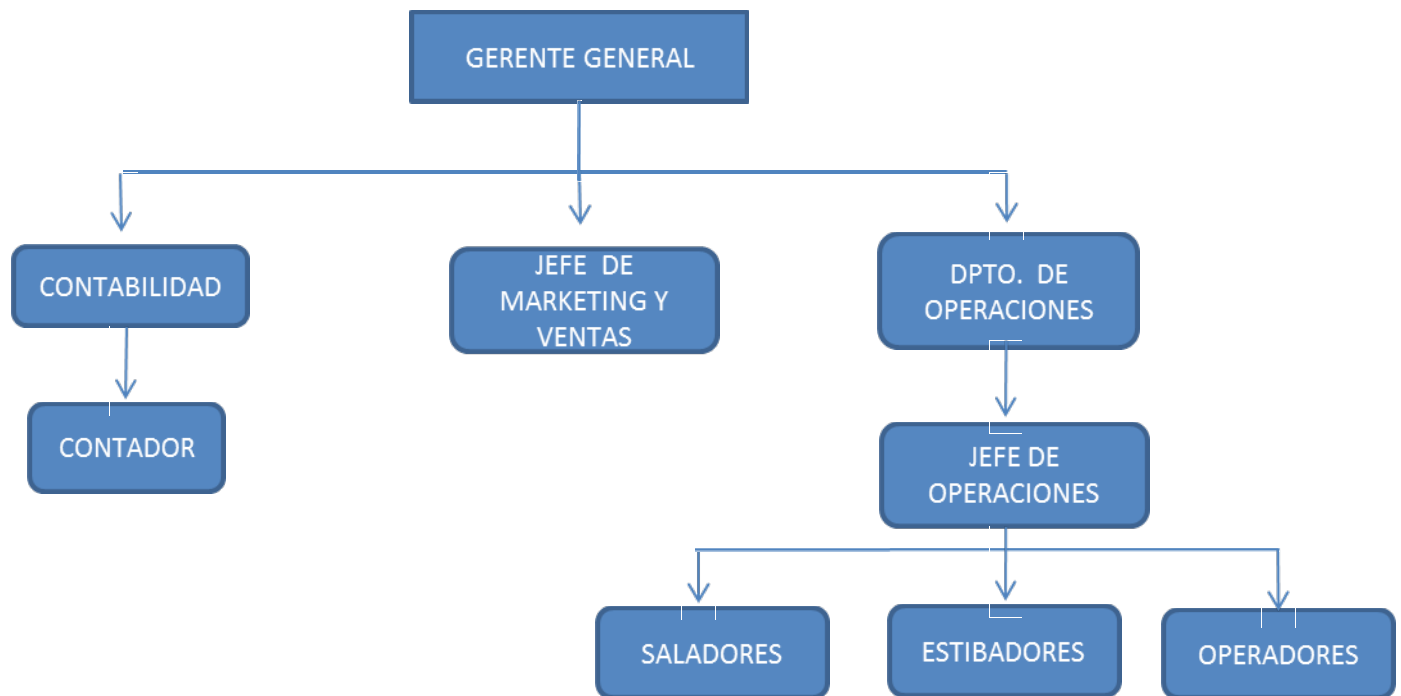 GERENTE GENERAL
CONTABILIDAD
JEFE DE
MARKETING Y
VENTAS
DPTO. DE
OPERACIONES
CONTADOR
JEFE DE
OPERACIONES
SALADORES
ESTIBADORES
OPERADORES